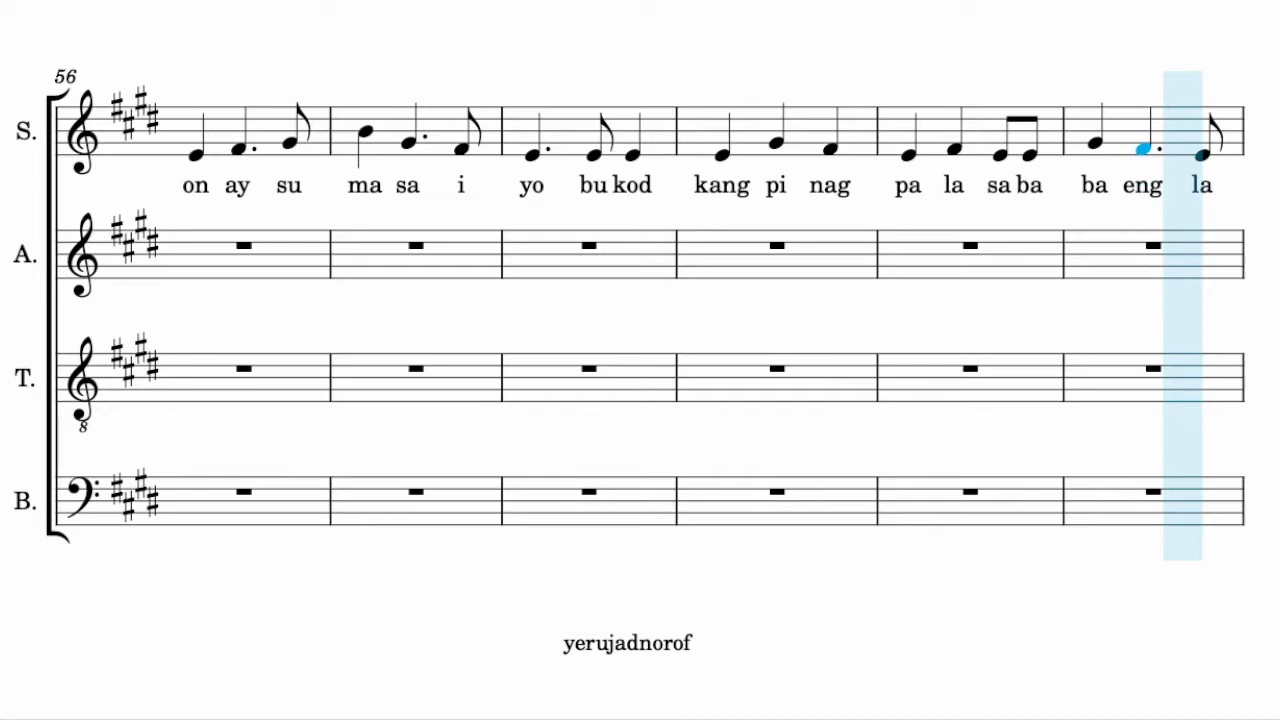 56
S.
on ay su ma sa i yo bu kod kang pi nag pa la sa ba ba eng la
A.
T.
8
B.
yerujadnorof